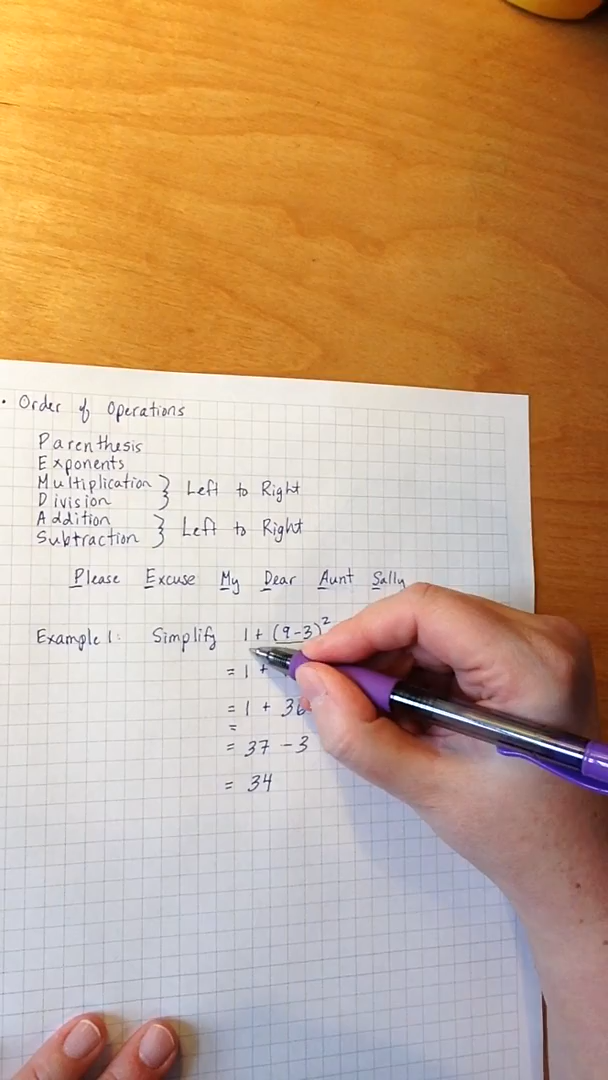 • Order of Operations
Parenthesis
Exponents
Multiplication } Left to Right
Division
Addition } Left to Right
Subtraction
Please Excuse My Dear Aunt Sally
Example 1: Simplify 1 + (9-3)²
= 1 +
= 1 + 36
=
= 37 - 3
= 34